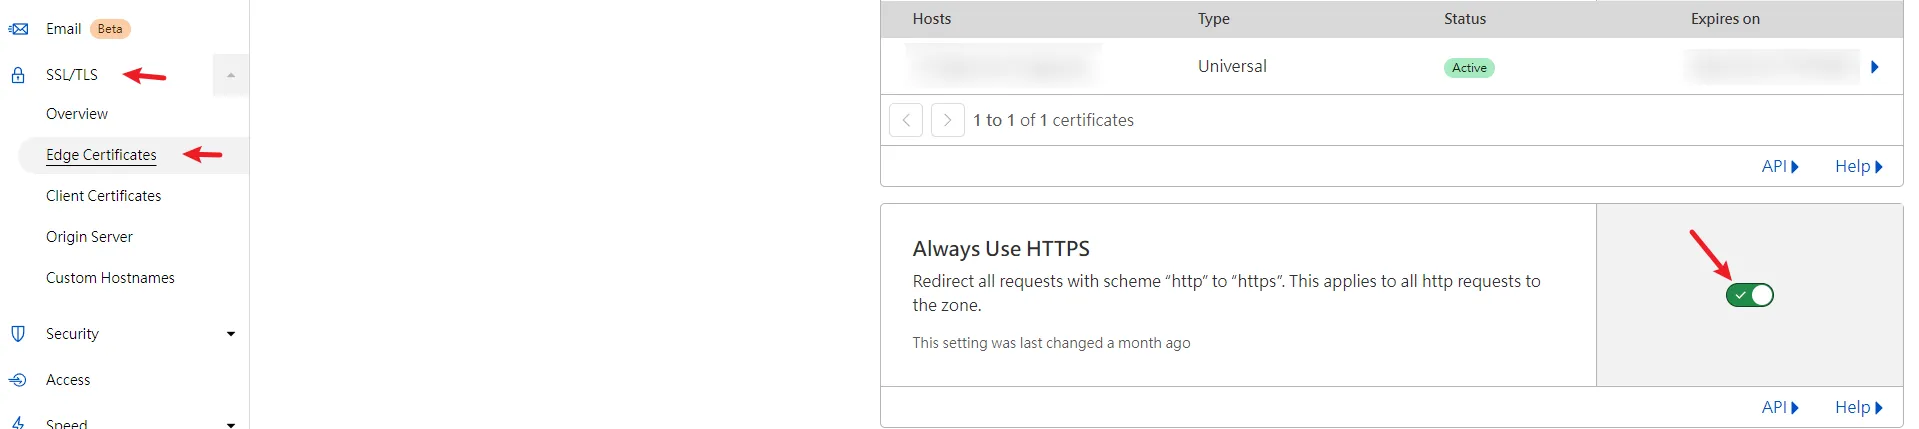 Email Beta
SSL/TLS
Overview
Edge Certificates
Client Certificates
Origin Server
Custom Hostnames
Security
Access
Speed
Hosts Type Status Expires on
Universal Active
1 to 1 of 1 certificates
API Help
Always Use HTTPS
Redirect all requests with scheme “http” to “https”. This applies to all http requests to
the zone.
This setting was last changed a month ago
API Help